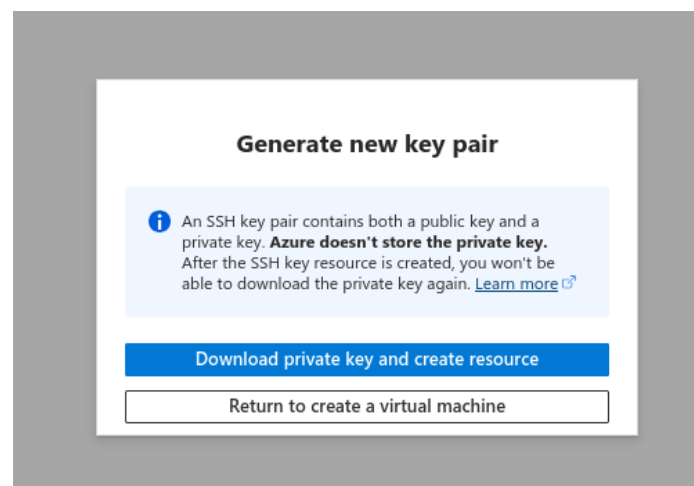 Generate new key pair
An SSH key pair contains both a public key and a
private key. Azure doesn't store the private key.
After the SSH key resource is created, you won't be
able to download the private key again. Learn more
Download private key and create resource
Return to create a virtual machine